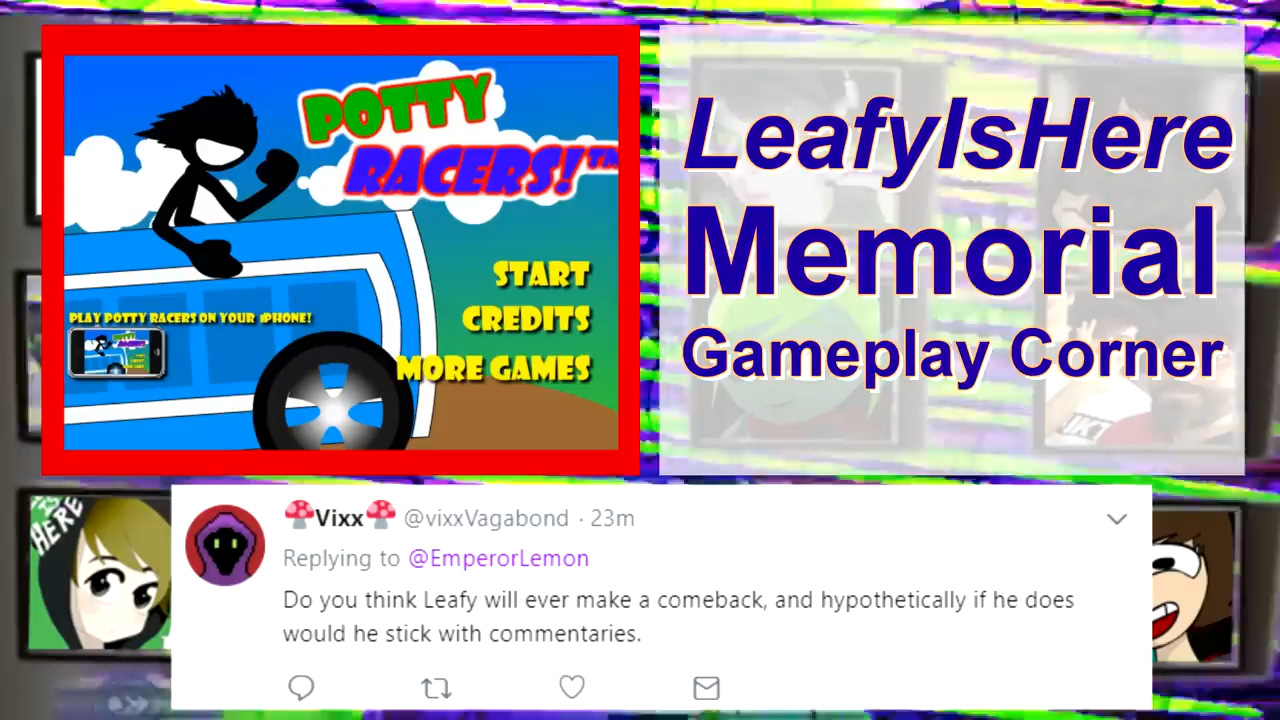 POTTY
RACERS!™
START
CREDITS
MORE GAMES
PLAY POTTY RACERS ON YOUR iPHONE!
LeafyIsHere
Memorial
Gameplay Corner
IS
HERE
🍄Vixx🍄 @vixxVagabond · 23m
Replying to @EmperorLemon
Do you think Leafy will ever make a comeback, and hypothetically if he does
would he stick with commentaries.